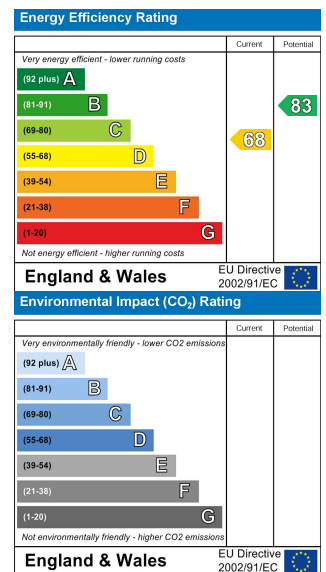 Energy Efficiency Rating
Current Potential
Very energy efficient - lower running costs
(92 plus) A
(81-91) B
83
(69-80) C
68
(55-68) D
(39-54) E
(21-38) F
(1-20) G
Not energy efficient - higher running costs
England & Wales
EU Directive
2002/91/EC
Environmental Impact (CO₂) Rating
Current Potential
Very environmentally friendly - lower CO2 emissions
(92 plus) A
(81-91) B
(69-80) C
(55-68) D
(39-54) E
(21-38) F
(1-20) G
Not environmentally friendly - higher CO2 emissions
England & Wales
EU Directive
2002/91/EC